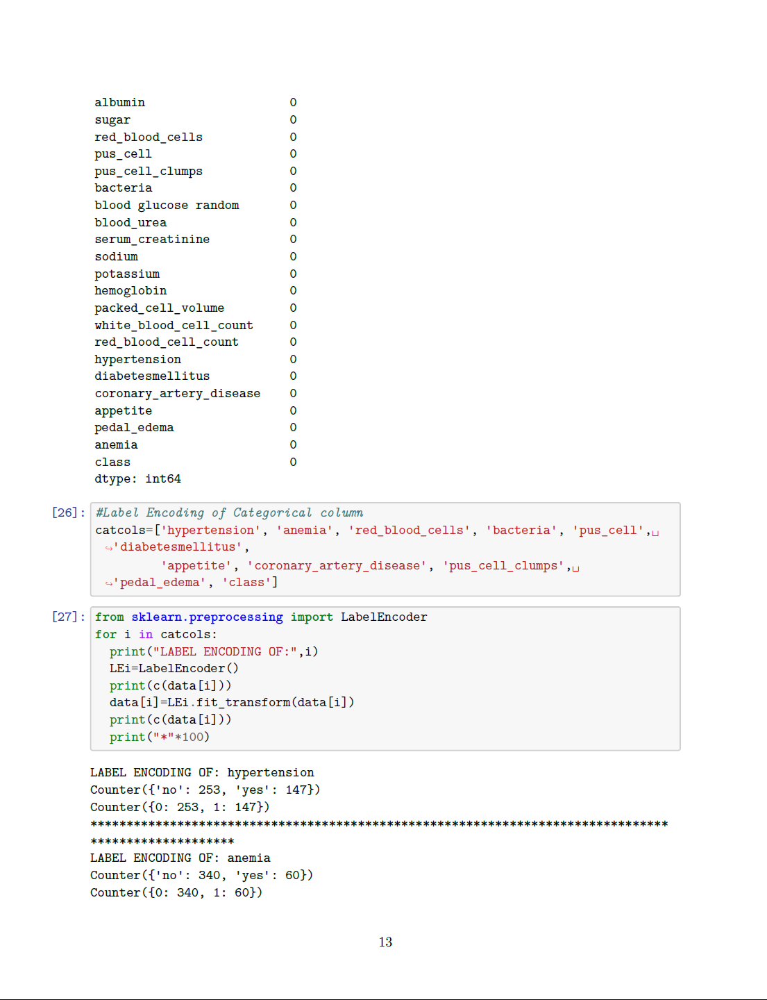 albumin 0
sugar 0
red_blood_cells 0
pus_cell 0
pus_cell_clumps 0
bacteria 0
blood glucose random 0
blood_urea 0
serum_creatinine 0
sodium 0
potassium 0
hemoglobin 0
packed_cell_volume 0
white_blood_cell_count 0
red_blood_cell_count 0
hypertension 0
diabetesmellitus 0
coronary_artery_disease 0
appetite 0
pedal_edema 0
anemia 0
class 0
dtype: int64
[26]: #Label Encoding of Categorical column
catcols=['hypertension', 'anemia', 'red_blood_cells', 'bacteria', 'pus_cell',␣
↪'diabetesmellitus',
'appetite', 'coronary_artery_disease', 'pus_cell_clumps',␣
↪'pedal_edema', 'class']
[27]: from sklearn.preprocessing import LabelEncoder
for i in catcols:
  print("LABEL ENCODING OF:",i)
  LEi=LabelEncoder()
  print(c(data[i]))
  data[i]=LEi.fit_transform(data[i])
  print(c(data[i]))
  print("*"*100)
LABEL ENCODING OF: hypertension
Counter({'no': 253, 'yes': 147})
Counter({0: 253, 1: 147})
********************************************************************************
********************
LABEL ENCODING OF: anemia
Counter({'no': 340, 'yes': 60})
Counter({0: 340, 1: 60})
13